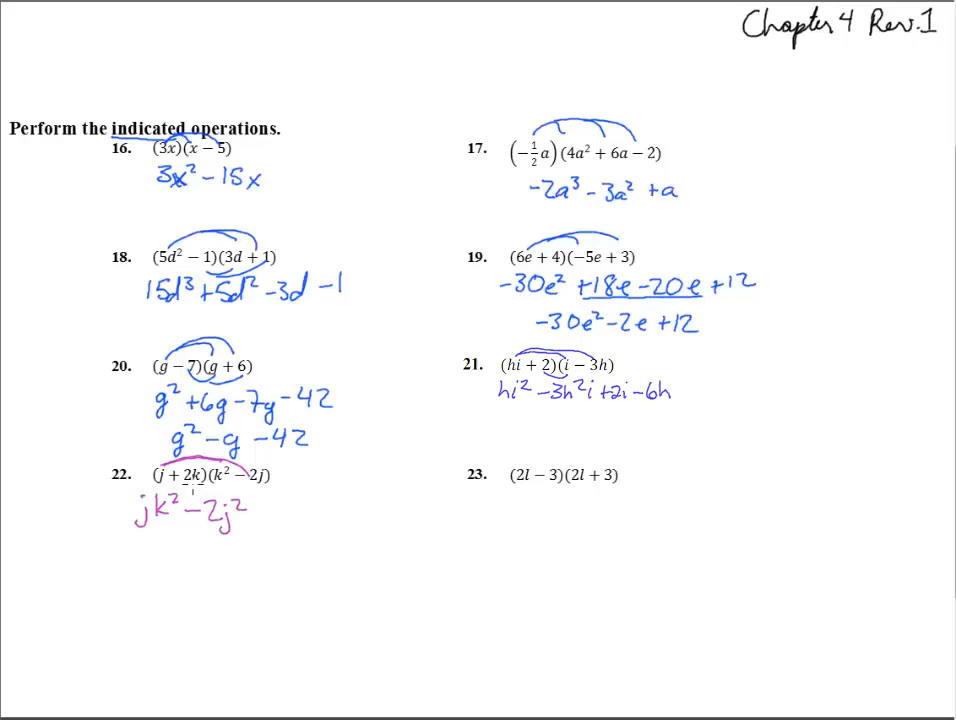 Chapter 4 Rev. 1
Perform the indicated operations.
16. (3x)(x − 5)
3x² − 15x
17. (−½a)(4a² + 6a − 2)
-2a³ - 3a² + a
18. (5d² − 1)(3d + 1)
15d³ + 5d² - 3d - 1
19. (6e + 4)(−5e + 3)
-30e² + 18e - 20e + 12
-30e² - 2e + 12
20. (g − 7)(g + 6)
g² + 6g - 7g - 42
g² - g - 42
21. (hi + 2)(i − 3h)
hi² - 3h²i + 2i - 6h
22. (j + 2k)(k² − 2j)
jk² - 2j²
23. (2l − 3)(2l + 3)